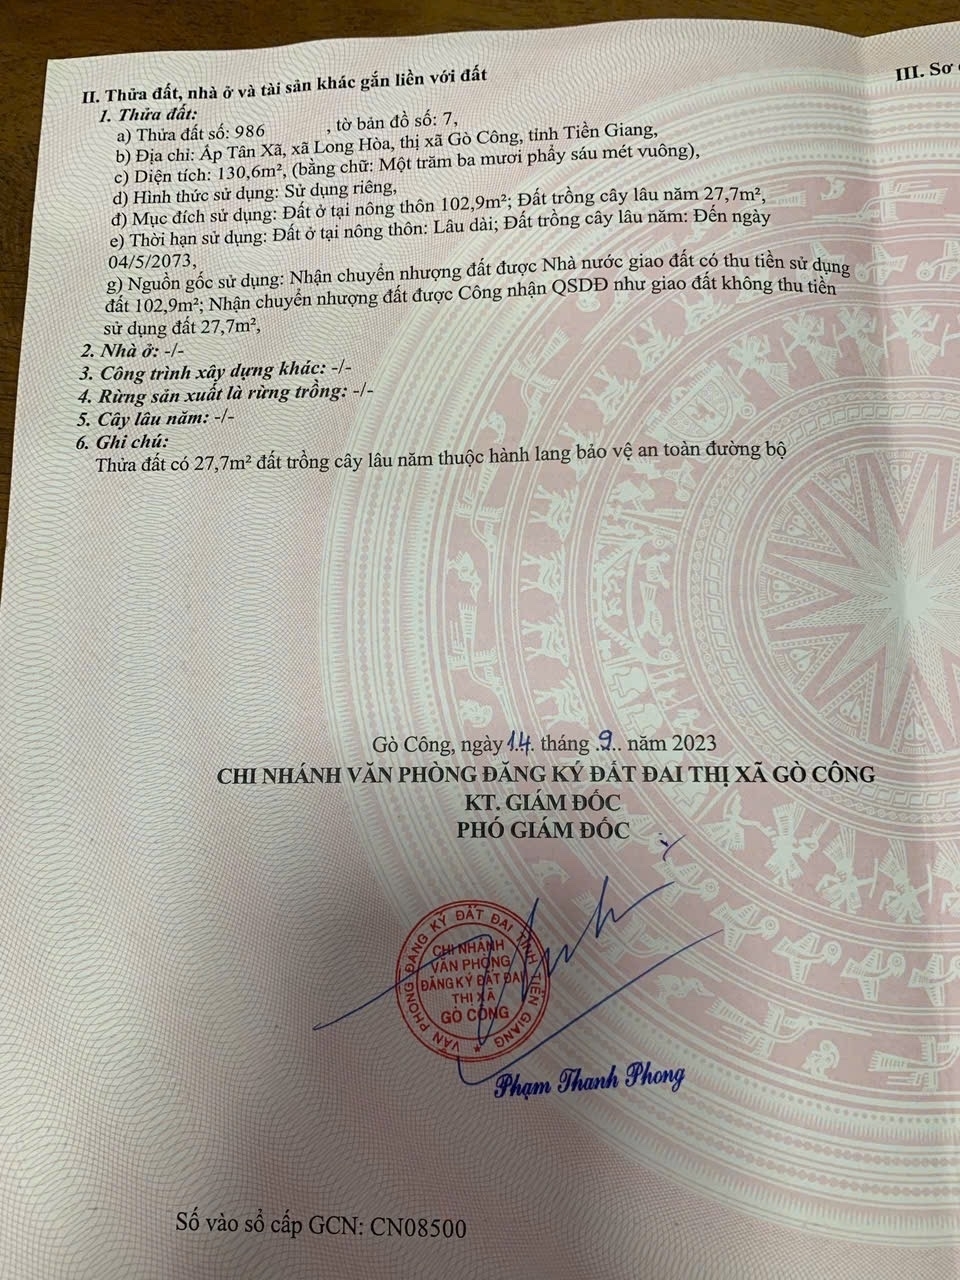 II. Thửa đất, nhà ở và tài sản khác gắn liền với đất
III. Sơ
1. Thửa đất:
a) Thửa đất số: 986 , tờ bản đồ số: 7,
b) Địa chỉ: Ấp Tân Xã, xã Long Hòa, thị xã Gò Công, tỉnh Tiền Giang,
c) Diện tích: 130,6m², (bằng chữ: Một trăm ba mươi phẩy sáu mét vuông),
d) Hình thức sử dụng: Sử dụng riêng,
đ) Mục đích sử dụng: Đất ở tại nông thôn 102,9m²; Đất trồng cây lâu năm 27,7m²,
e) Thời hạn sử dụng: Đất ở tại nông thôn: Lâu dài; Đất trồng cây lâu năm: Đến ngày
04/5/2073,
g) Nguồn gốc sử dụng: Nhận chuyển nhượng đất được Nhà nước giao đất có thu tiền sử dụng
đất 102,9m²; Nhận chuyển nhượng đất được Công nhận QSDĐ như giao đất không thu tiền
sử dụng đất 27,7m²,
2. Nhà ở: -/-
3. Công trình xây dựng khác: -/-
4. Rừng sản xuất là rừng trồng: -/-
5. Cây lâu năm: -/-
6. Ghi chú:
Thửa đất có 27,7m² đất trồng cây lâu năm thuộc hành lang bảo vệ an toàn đường bộ
Gò Công, ngày 14 tháng 9 năm 2023
CHI NHÁNH VĂN PHÒNG ĐĂNG KÝ ĐẤT ĐAI THỊ XÃ GÒ CÔNG
KT. GIÁM ĐỐC
PHÓ GIÁM ĐỐC
VĂN PHÒNG ĐĂNG KÝ ĐẤT ĐAI TỈNH TIỀN GIANG
CHI NHÁNH
VĂN PHÒNG
ĐĂNG KÝ ĐẤT ĐAI
THỊ XÃ
GÒ CÔNG
Phạm Thanh Phong
Số vào sổ cấp GCN: CN08500